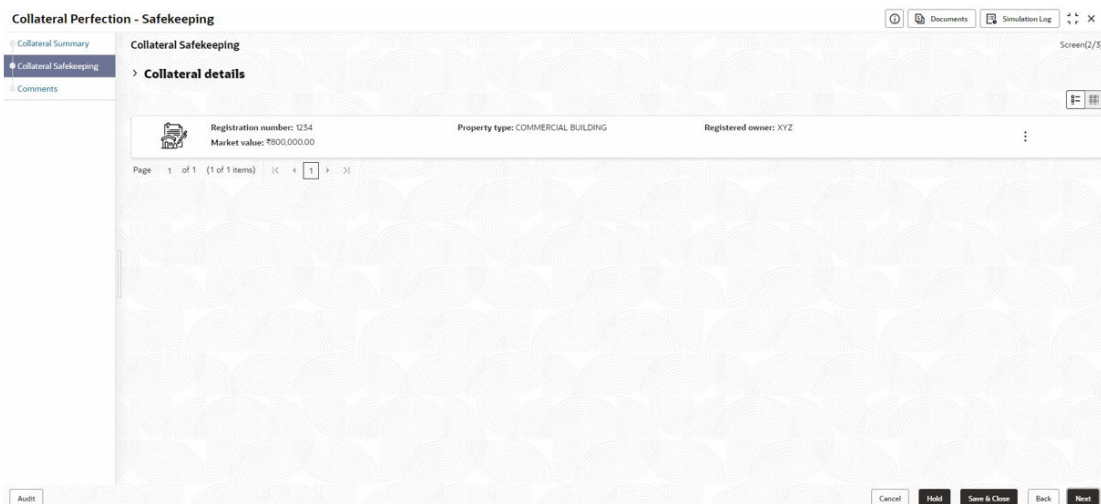 Collateral Perfection - Safekeeping
Documents
Simulation Log
Collateral Summary
Collateral Safekeeping
Comments
Collateral Safekeeping
Screen(2/3)
Collateral details
Registration number: 1234
Property type: COMMERCIAL BUILDING
Registered owner: XYZ
Market value: ₹800,000.00
Page 1 of 1 (1 of 1 items) 1
Audit
Cancel
Hold
Save & Close
Back
Next